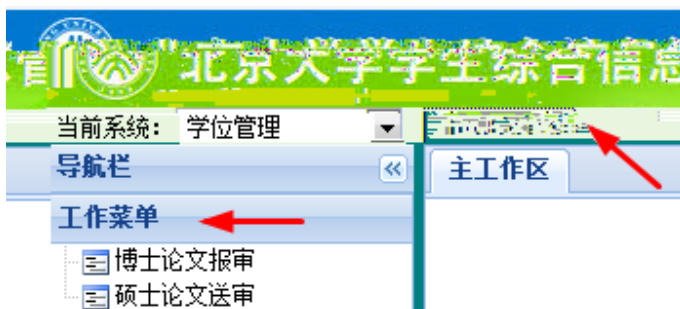 北京大学学生综合信息
当前系统： 学位管理
导航栏
主工作区
工作菜单
博士论文报审
硕士论文送审